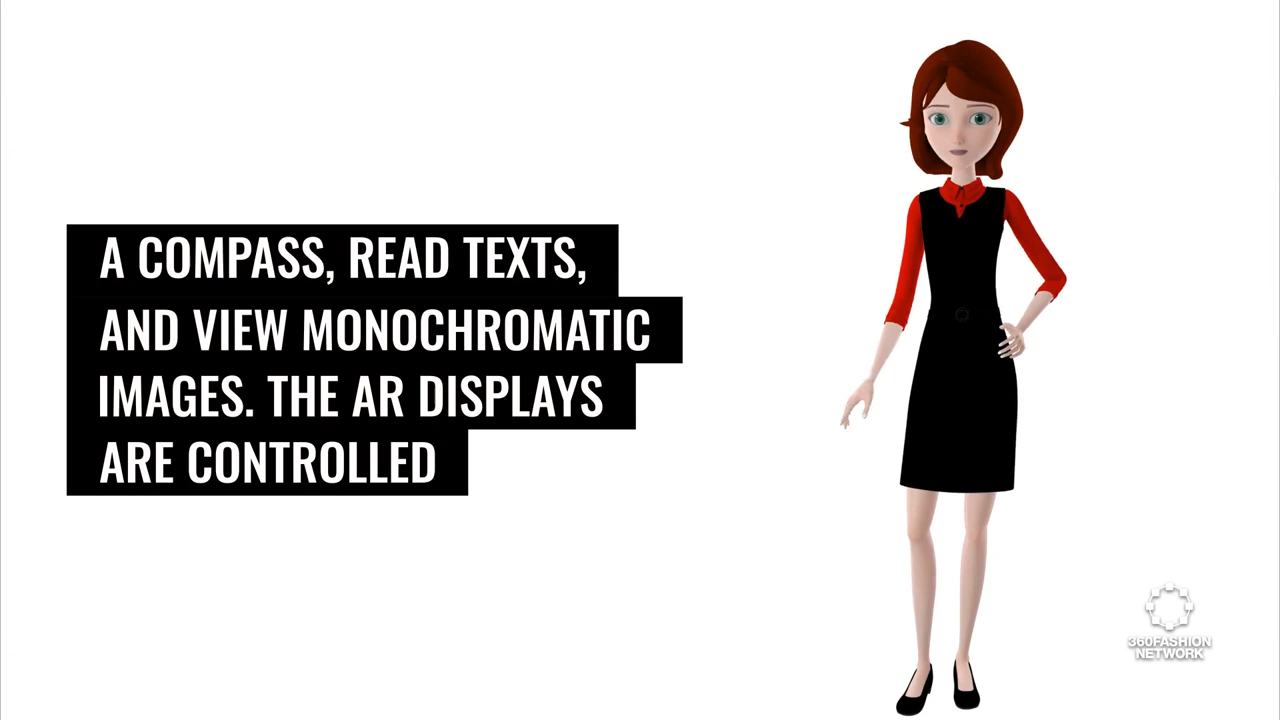 A COMPASS, READ TEXTS,
AND VIEW MONOCHROMATIC
IMAGES. THE AR DISPLAYS
ARE CONTROLLED
360FASHION
NETWORK